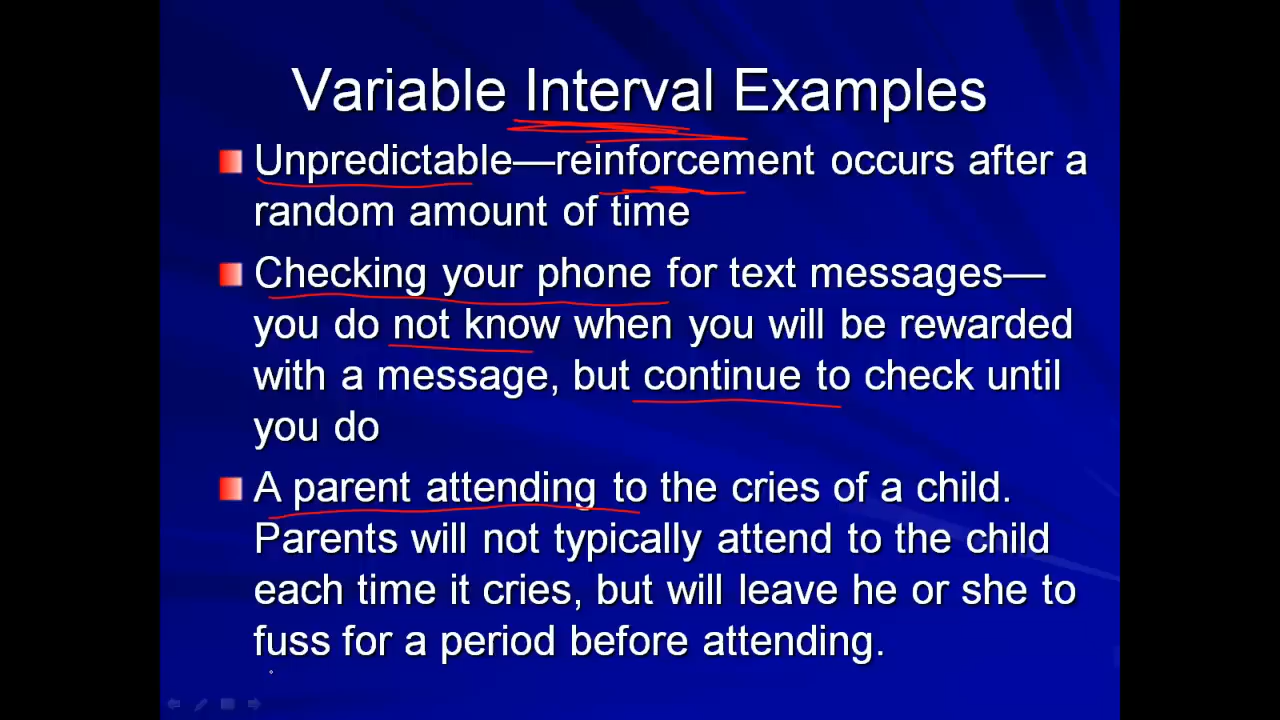 Variable Interval Examples
Unpredictable—reinforcement occurs after a
random amount of time
Checking your phone for text messages—
you do not know when you will be rewarded
with a message, but continue to check until
you do
A parent attending to the cries of a child.
Parents will not typically attend to the child
each time it cries, but will leave he or she to
fuss for a period before attending.